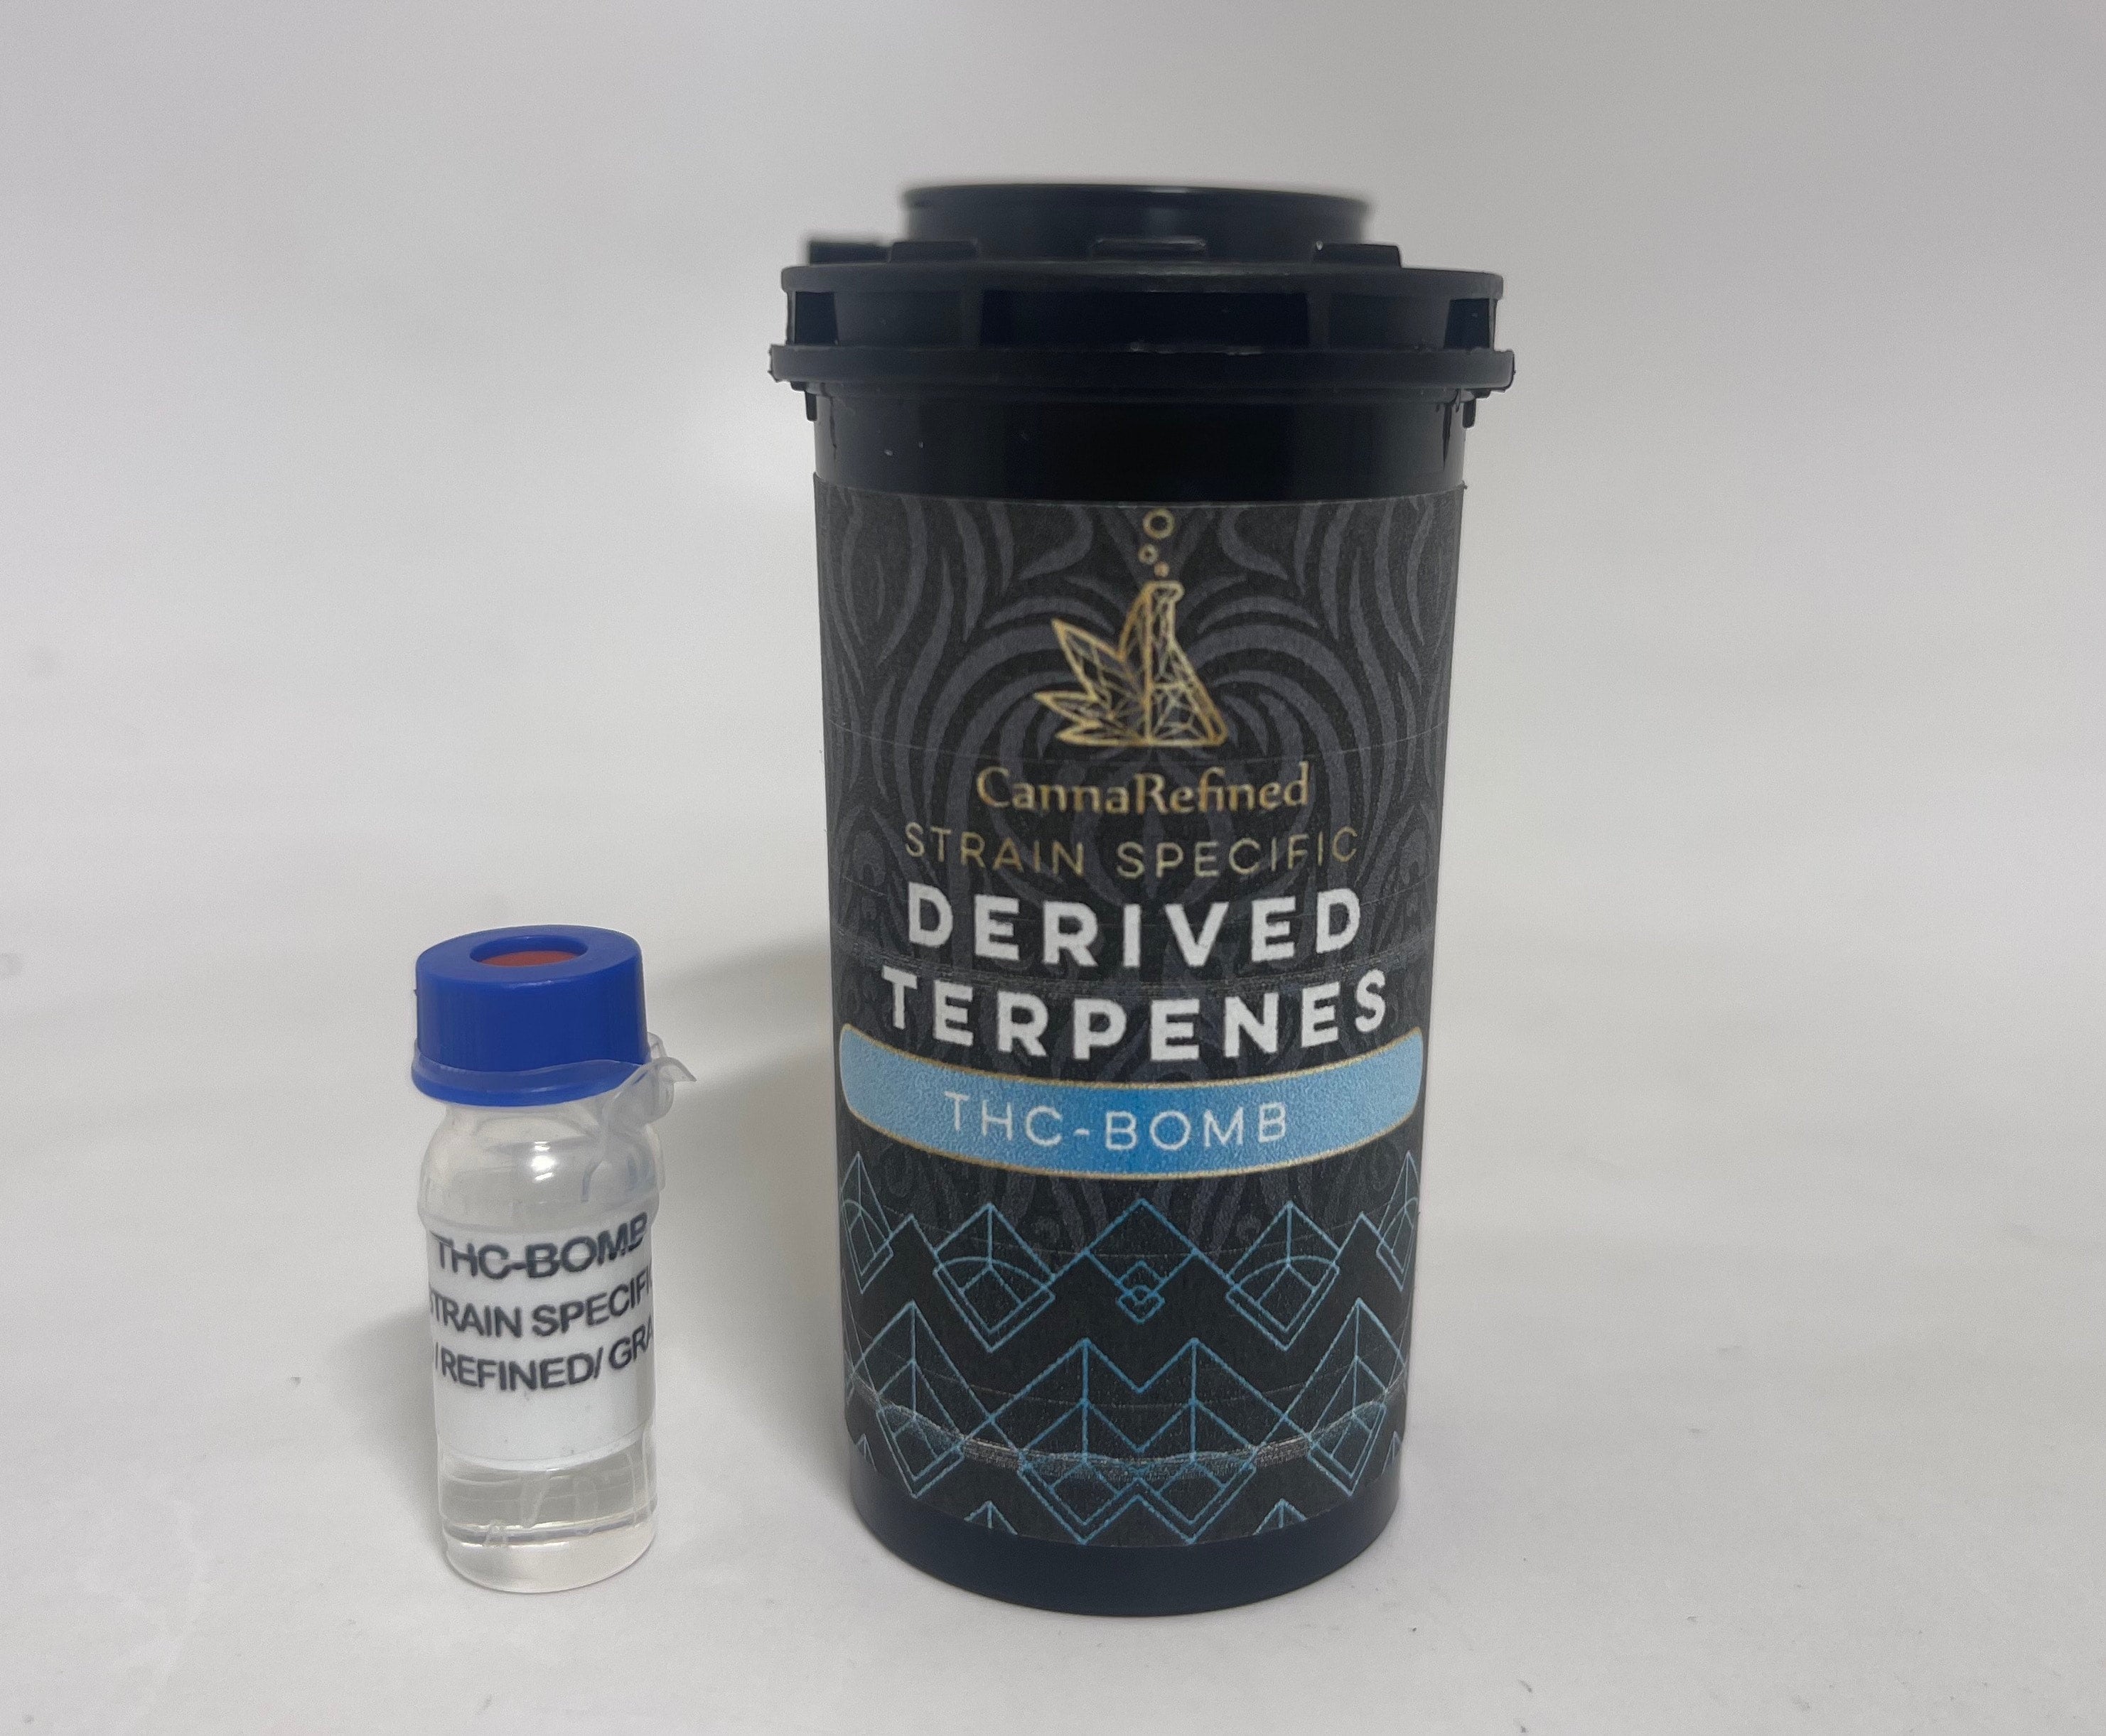 THC-BOMB
STRAIN SPECIFI
/REFINED/ GRA
CannaRefined
STRAIN SPECIFIC
DERIVED
TERPENES
THC-BOMB